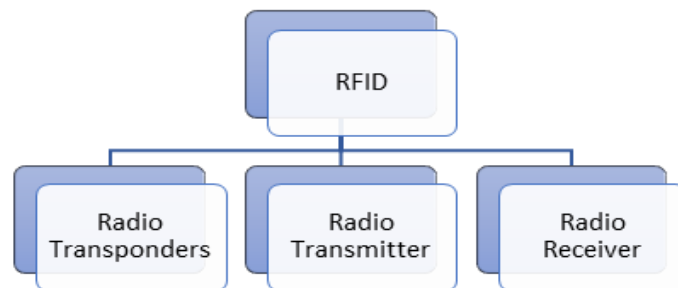 RFID
Radio
Transponders
Radio
Transmitter
Radio
Receiver